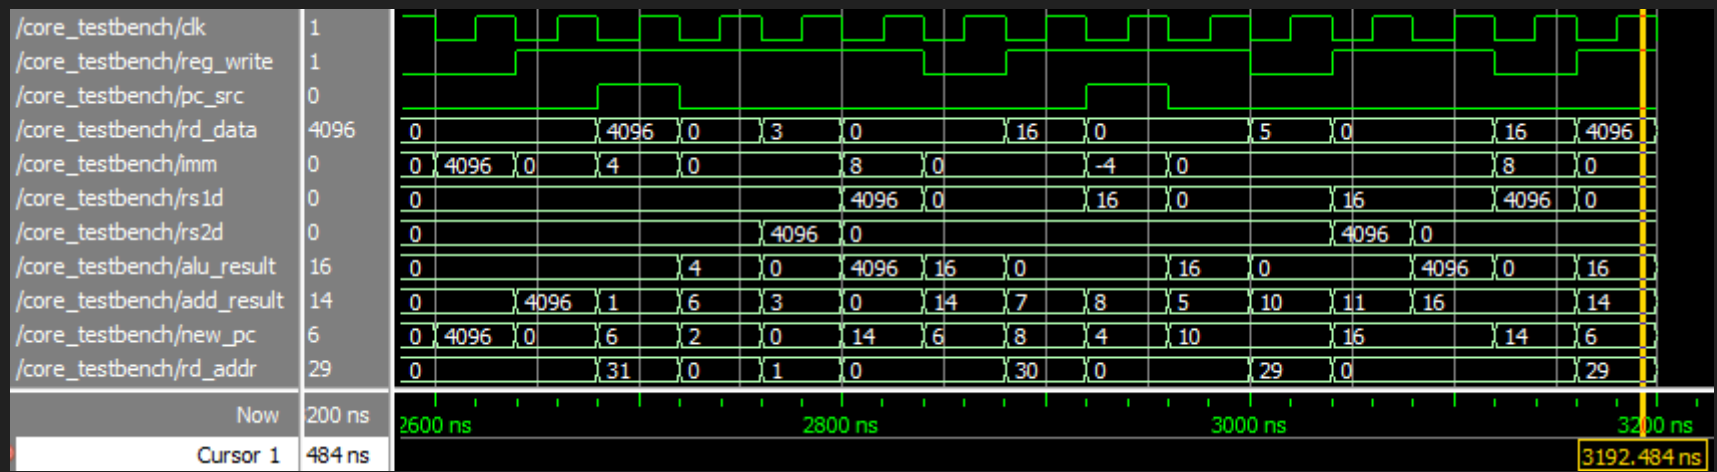 /core_testbench/clk 1
/core_testbench/reg_write 1
/core_testbench/pc_src 0
/core_testbench/rd_data 4096 0 4096 0 3 0 16 0 5 0 16 4096
/core_testbench/imm 0 0 4096 0 4 0 8 0 -4 0 8 0
/core_testbench/rs1d 0 0 4096 0 16 0 16 4096 0
/core_testbench/rs2d 0 0 4096 0 4096 0
/core_testbench/alu_result 16 0 4 0 4096 16 0 16 0 4096 0 16
/core_testbench/add_result 14 0 4096 1 6 3 0 14 7 8 5 10 11 16 14
/core_testbench/new_pc 6 0 4096 0 6 2 0 14 6 8 4 10 16 14 6
/core_testbench/rd_addr 29 0 31 0 1 0 30 0 29 0 29
Now 200 ns 2600 ns 2800 ns 3000 ns 3200 ns
Cursor 1 484 ns 3192.484 ns